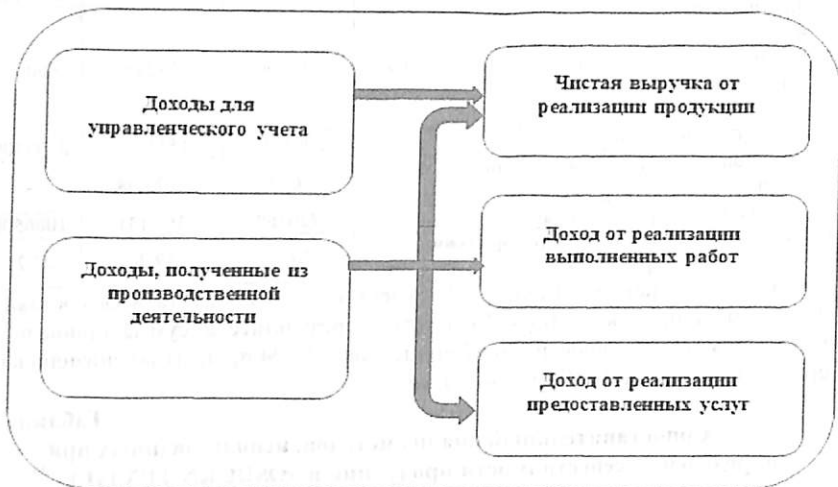 Доходы для
управленческого учета
Чистая выручка от
реализации продукции
Доходы, полученные из
производственной
деятельности
Доход от реализации
выполненных работ
Доход от реализации
предоставленных услуг